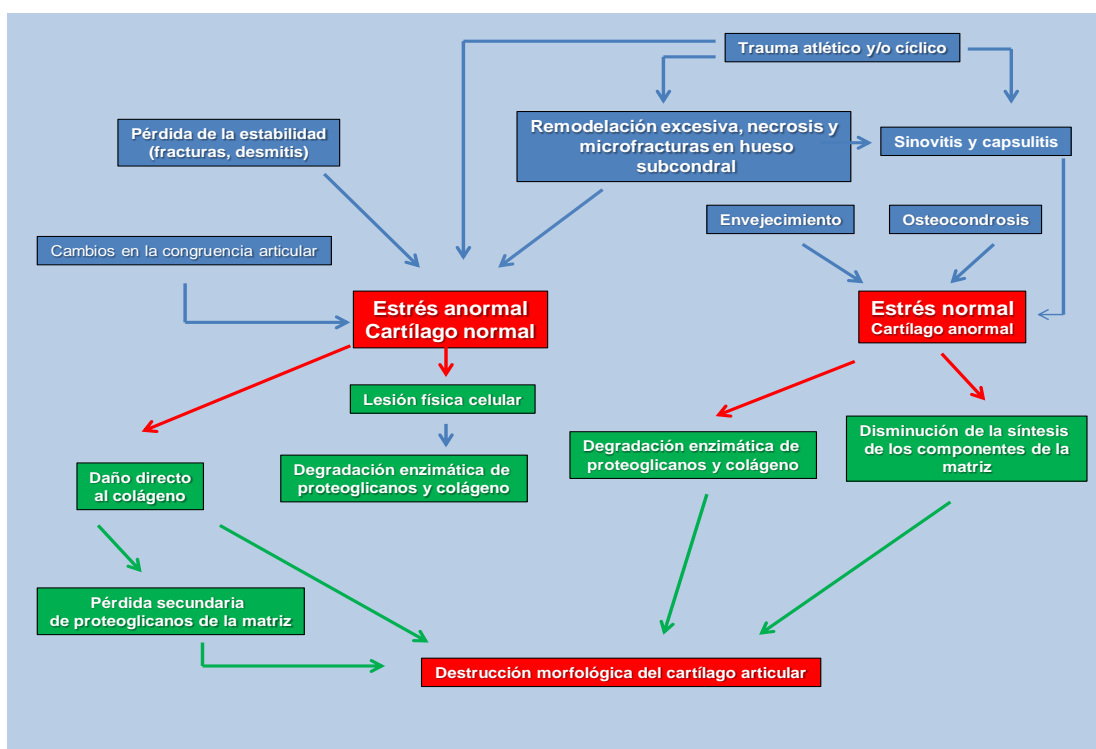 Trauma atlético y/o cíclico
Pérdida de la estabilidad
(fracturas, desmitis)
Remodelación excesiva, necrosis y
microfracturas en hueso
subcondral
Sinovitis y capsulitis
Envejecimiento
Osteocondrosis
Cambios en la congruencia articular
Estrés anormal
Cartílago normal
Estrés normal
Cartílago anormal
Lesión física celular
Degradación enzimática de
proteoglicanos y colágeno
Disminución de la síntesis
de los componentes de la
matriz
Daño directo
al colágeno
Degradación enzimática de
proteoglicanos y colágeno
Pérdida secundaria
de proteoglicanos de la matriz
Destrucción morfológica del cartílago articular